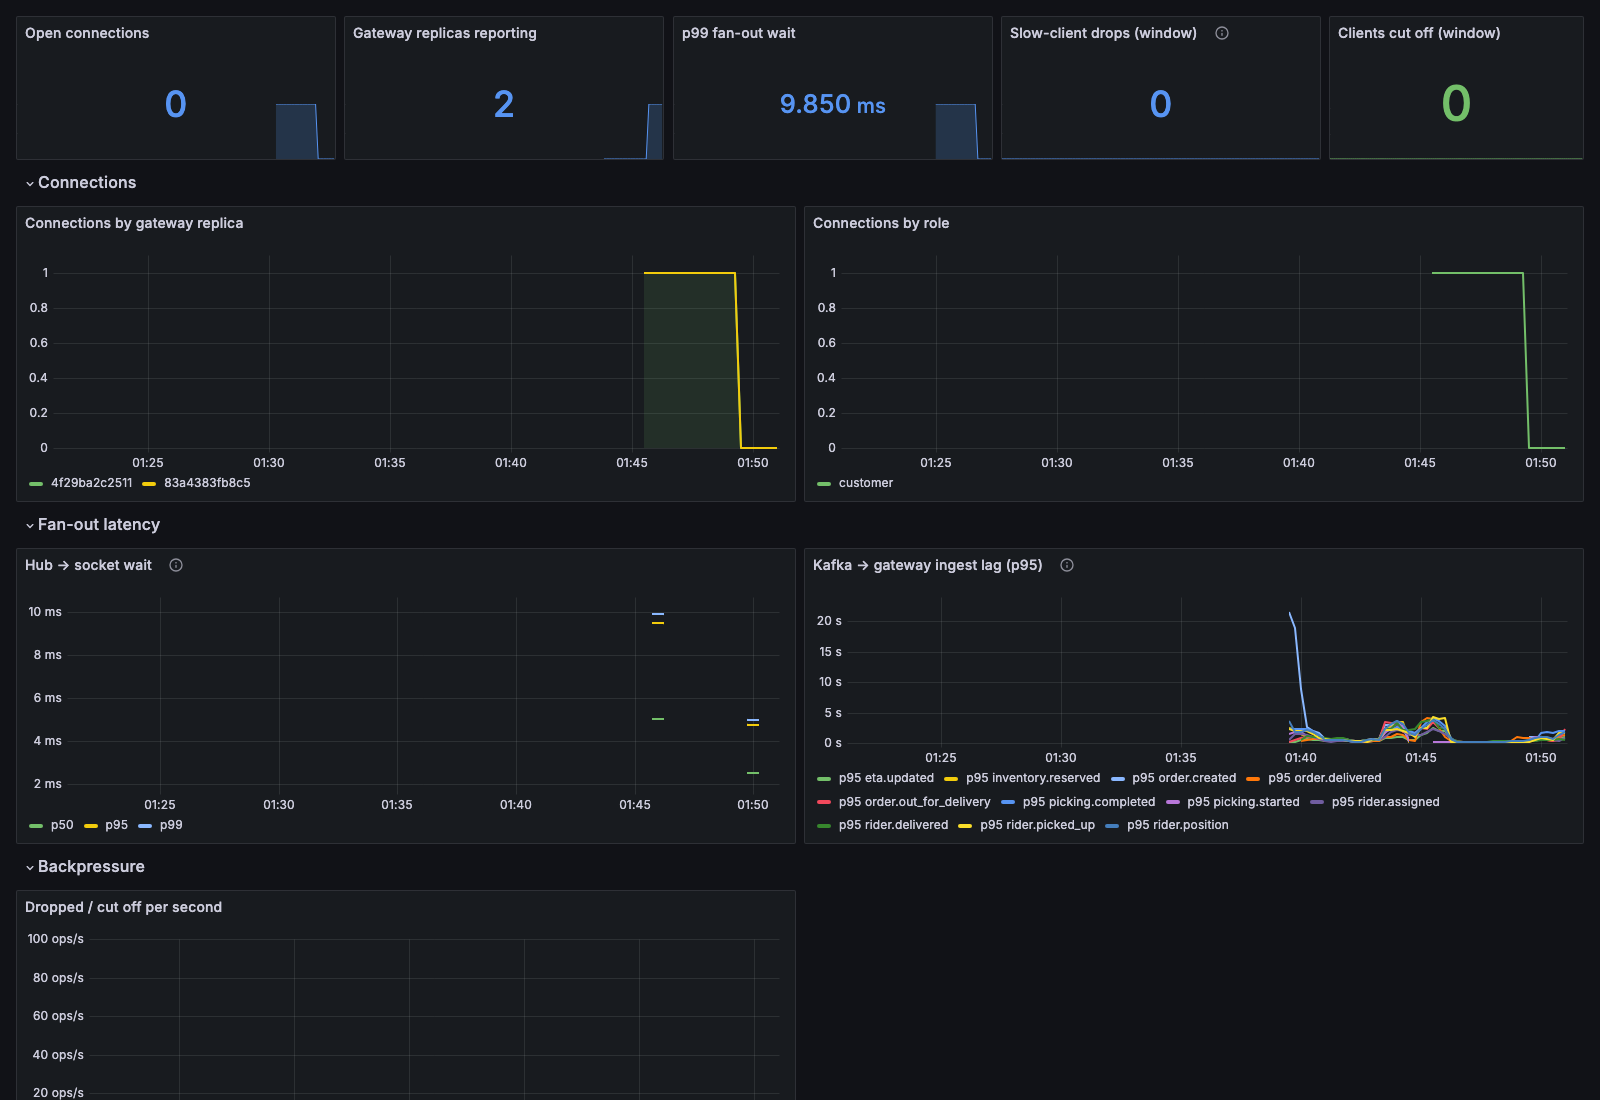 Open connections
0
Gateway replicas reporting
2
p99 fan-out wait
9.850 ms
Slow-client drops (window)
0
Clients cut off (window)
0
Connections
Connections by gateway replica
1
0.8
0.6
0.4
0.2
0
01:25 01:30 01:35 01:40 01:45 01:50
4f29ba2c2511 83a4383fb8c5
Connections by role
1
0.8
0.6
0.4
0.2
0
01:25 01:30 01:35 01:40 01:45 01:50
customer
Fan-out latency
Hub → socket wait
10 ms
8 ms
6 ms
4 ms
2 ms
01:25 01:30 01:35 01:40 01:45 01:50
p50 p95 p99
Kafka → gateway ingest lag (p95)
20 s
15 s
10 s
5 s
0 s
01:25 01:30 01:35 01:40 01:45 01:50
p95 eta.updated p95 inventory.reserved p95 order.created p95 order.delivered
p95 order.out_for_delivery p95 picking.completed p95 picking.started p95 rider.assigned
p95 rider.delivered p95 rider.picked_up p95 rider.position
Backpressure
Dropped / cut off per second
100 ops/s
80 ops/s
60 ops/s
40 ops/s
20 ops/s